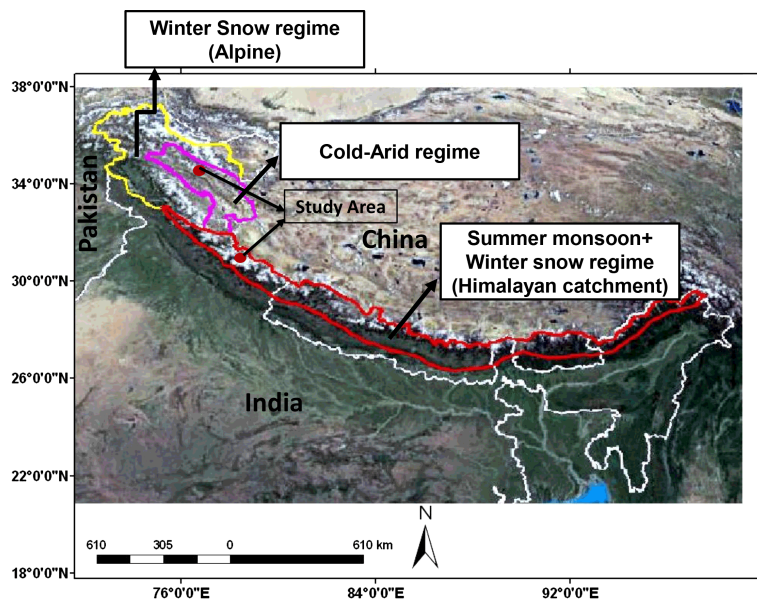 Winter Snow regime
(Alpine)
38°0'0"N
Cold-Arid regime
34°0'0"N
Pakistan
Study Area
China
Summer monsoon+
Winter snow regime
(Himalayan catchment)
30°0'0"N
26°0'0"N
India
22°0'0"N
N
610 305 0 610 km
18°0'0"N
76°0'0"E 84°0'0"E 92°0'0"E